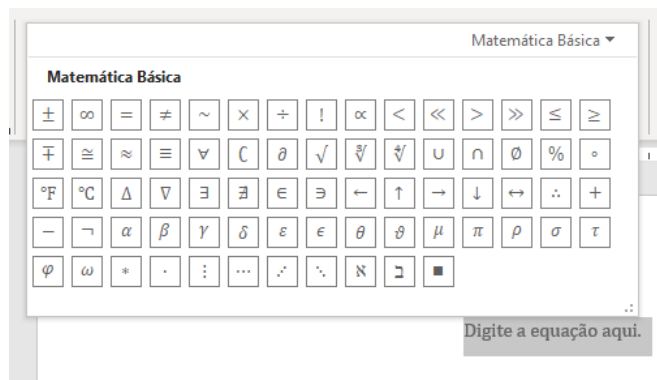 Matemática Básica
Matemática Básica
± ∞ = ≠ ~ × ÷ ! ∝ < ≪ > ≫ ≤ ≥
∓ ≅ ≈ ≡ ∀ ∁ ∂ √ ∛ ∜ ∪ ∩ ∅ % °
°F °C ∆ ∇ ∃ ∄ ∈ ∋ ← ↑ → ↓ ↔ ∴ +
− ¬ α β γ δ ε ϵ θ ϑ μ π ρ σ τ
φ ω ∗ ∙ ⋮ ⋯ ⋰ ⋱ ℵ ℶ ■
Digite a equação aqui.